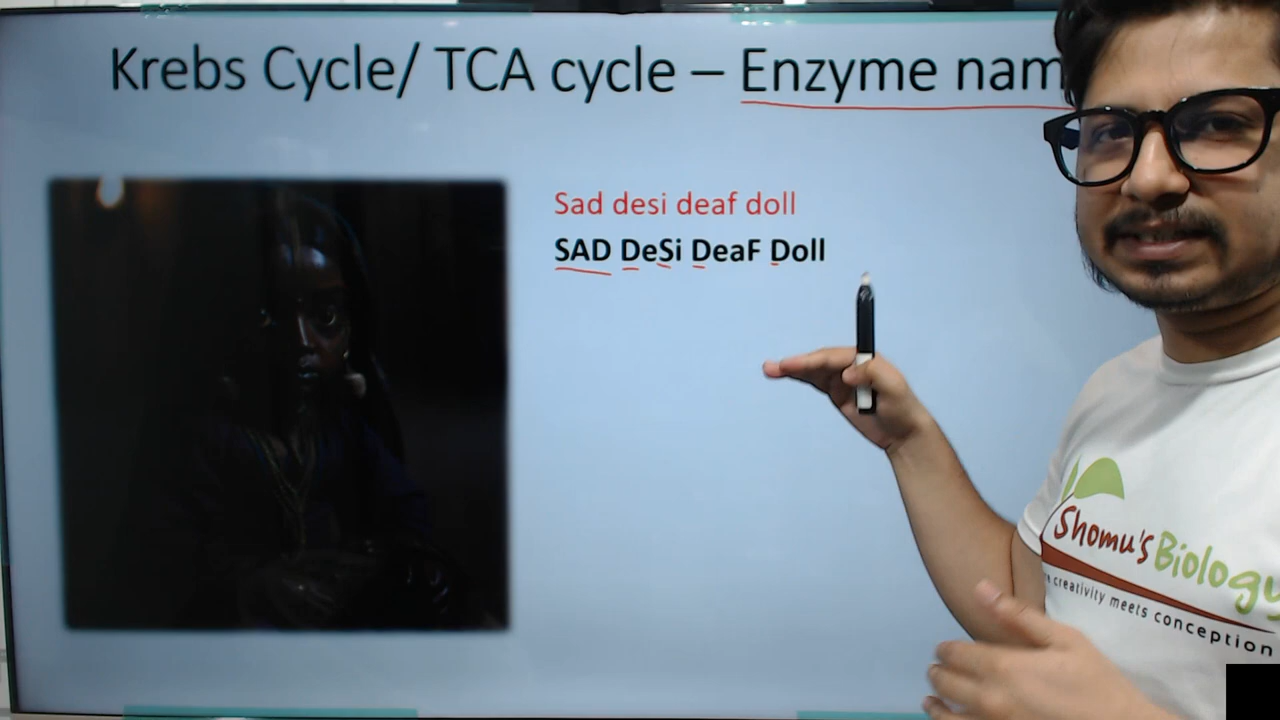 Krebs Cycle/ TCA cycle – Enzyme nam
Sad desi deaf doll
SAD DeSi DeaF Doll
Shomu's Biology
creativity meets conception